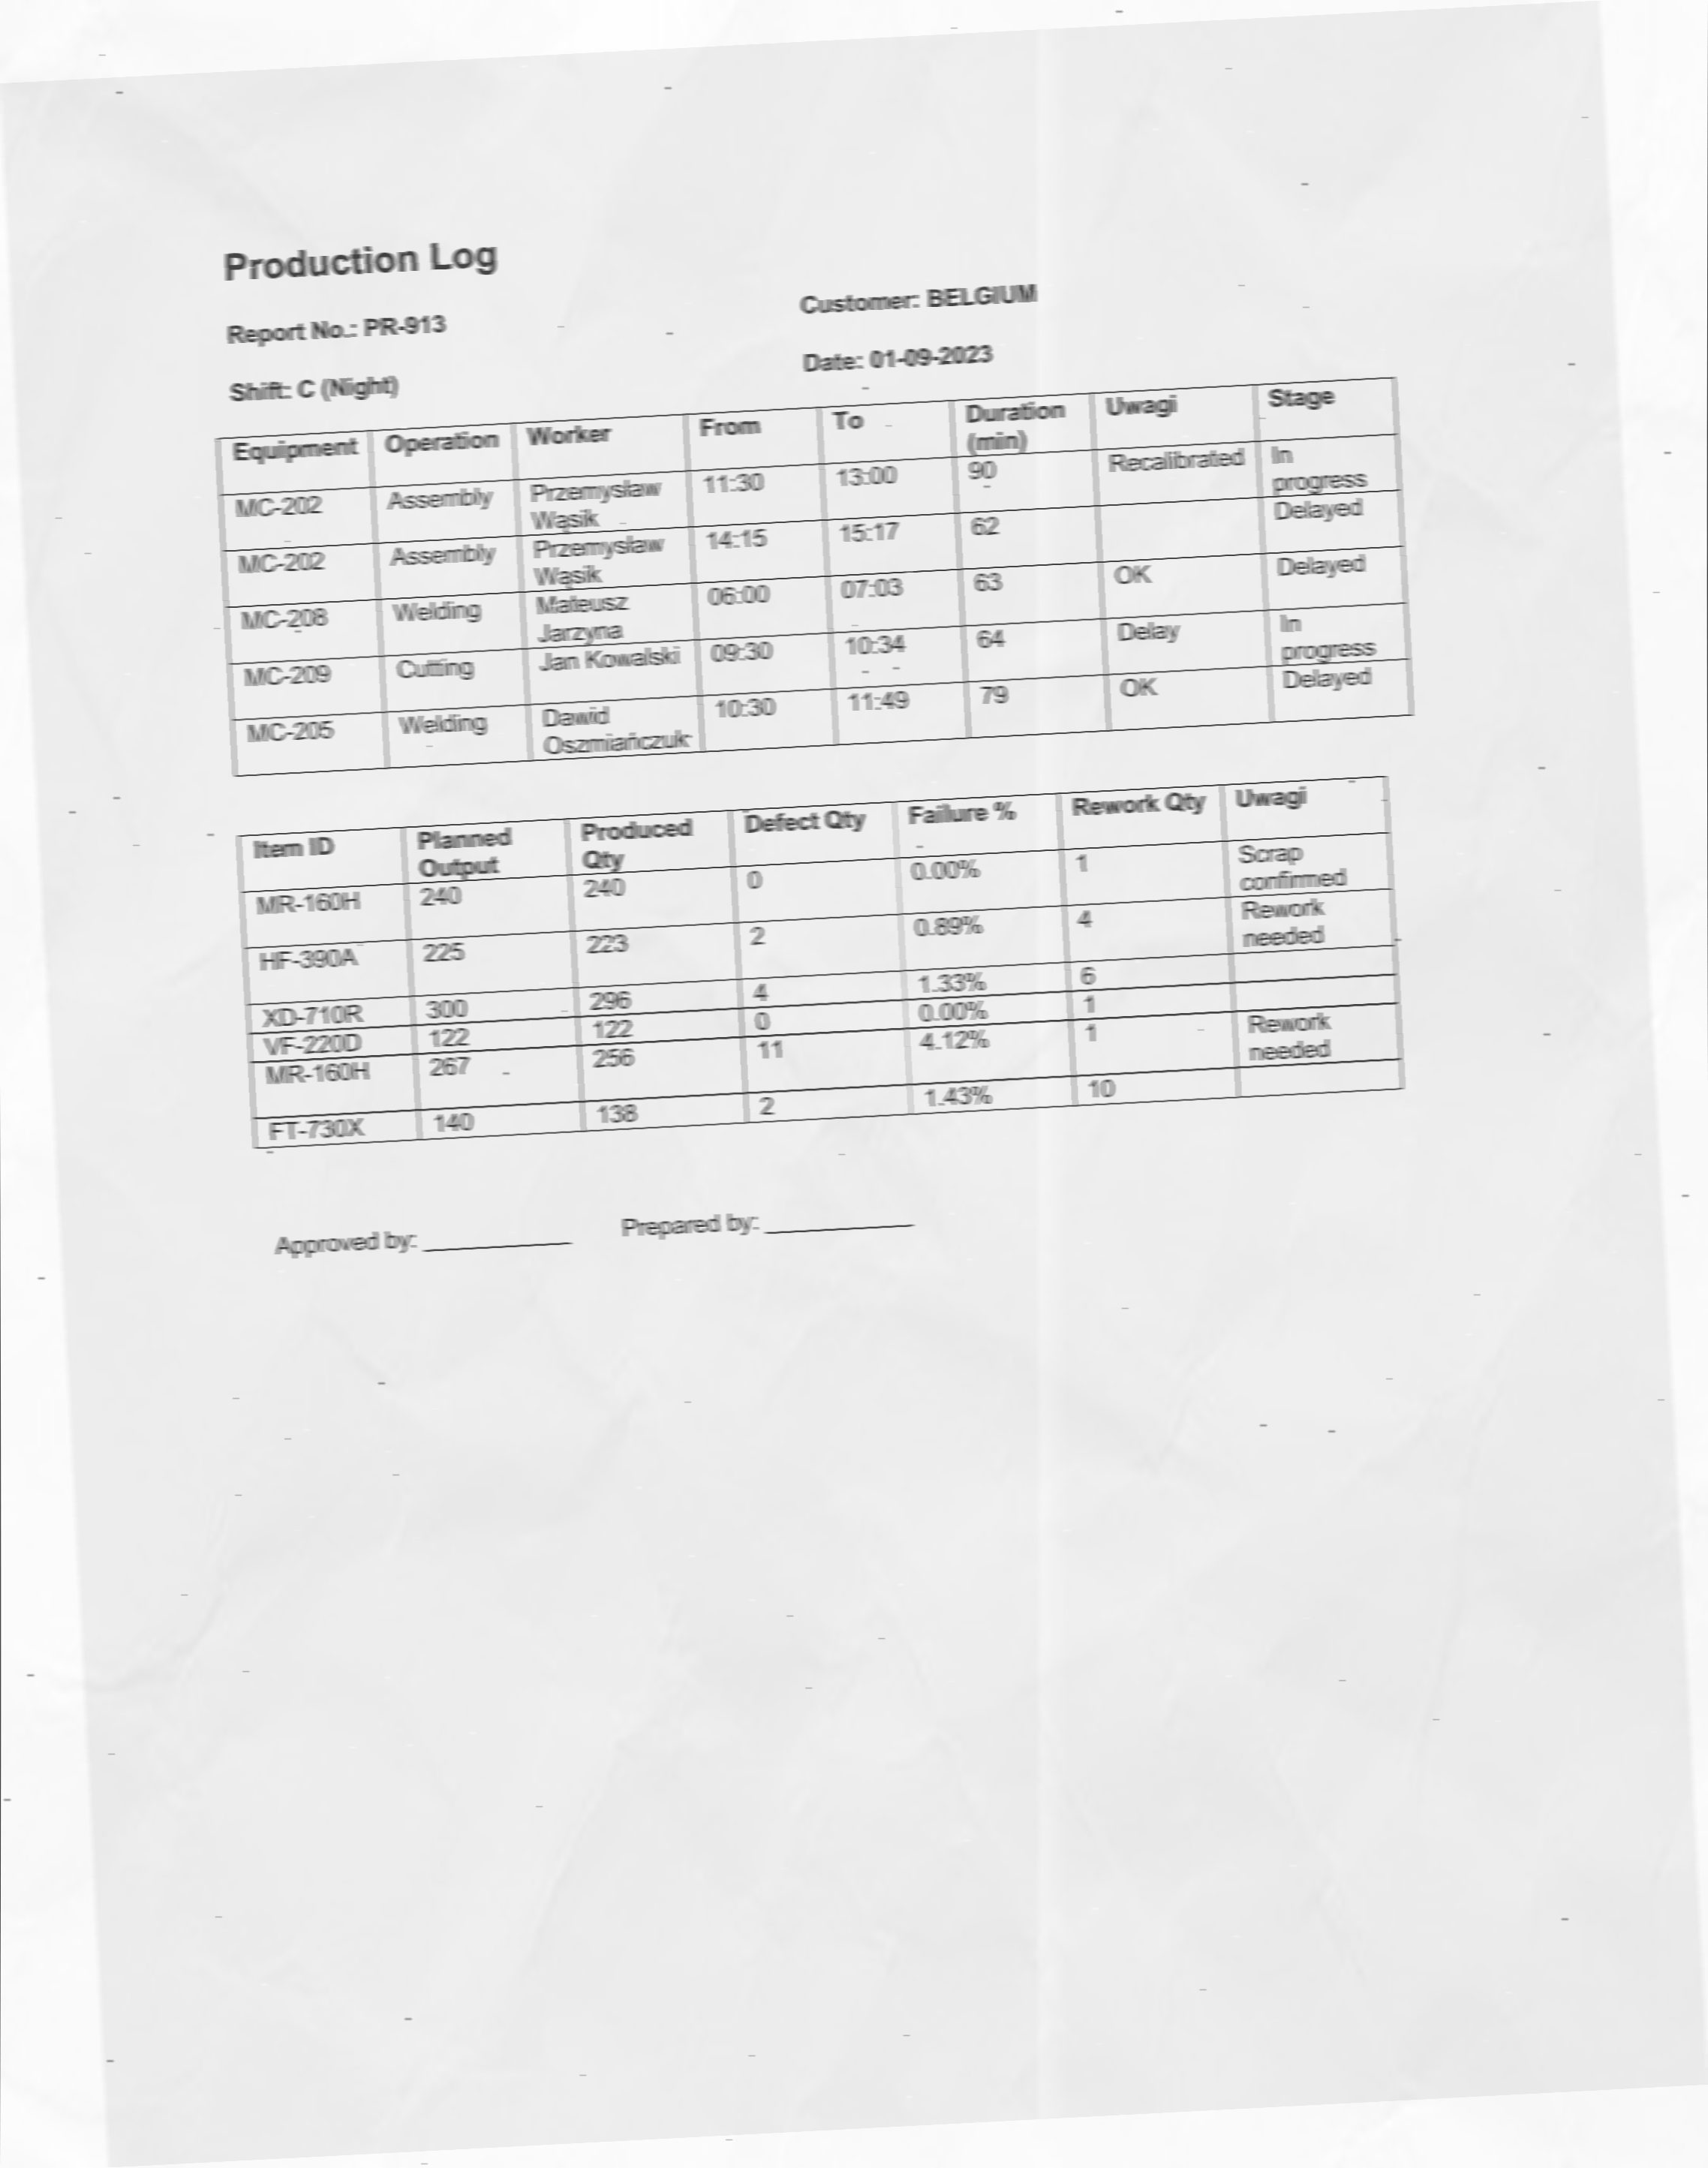 Production Log
Report No.: PR-913 Customer: BELGIUM
Shift: C (Night) Date: 01-09-2023
Equipment Operation Worker From To Duration (min) Uwagi Stage
MC-202 Assembly Przemysław Wąsik 11:30 13:00 90 Recalibrated In progress
MC-202 Assembly Przemysław Wąsik 14:15 15:17 62 Delayed
MC-208 Welding Mateusz Jarzyna 06:00 07:03 63 OK Delayed
MC-209 Cutting Jan Kowalski 09:30 10:34 64 Delay In progress
MC-205 Welding Dawid Oszmiańczuk 10:30 11:49 79 OK Delayed
Item ID Planned Output Produced Qty Defect Qty Failure % Rework Qty Uwagi
MR-160H 240 240 0 0.00% 1 Scrap confirmed
HF-390A 225 223 2 0.89% 4 Rework needed
XD-710R 300 296 4 1.33% 6
VF-220D 122 122 0 0.00% 1
MR-160H 267 256 11 4.12% 1 Rework needed
FT-730X 140 138 2 1.43% 10
Approved by: ____________ Prepared by: ____________